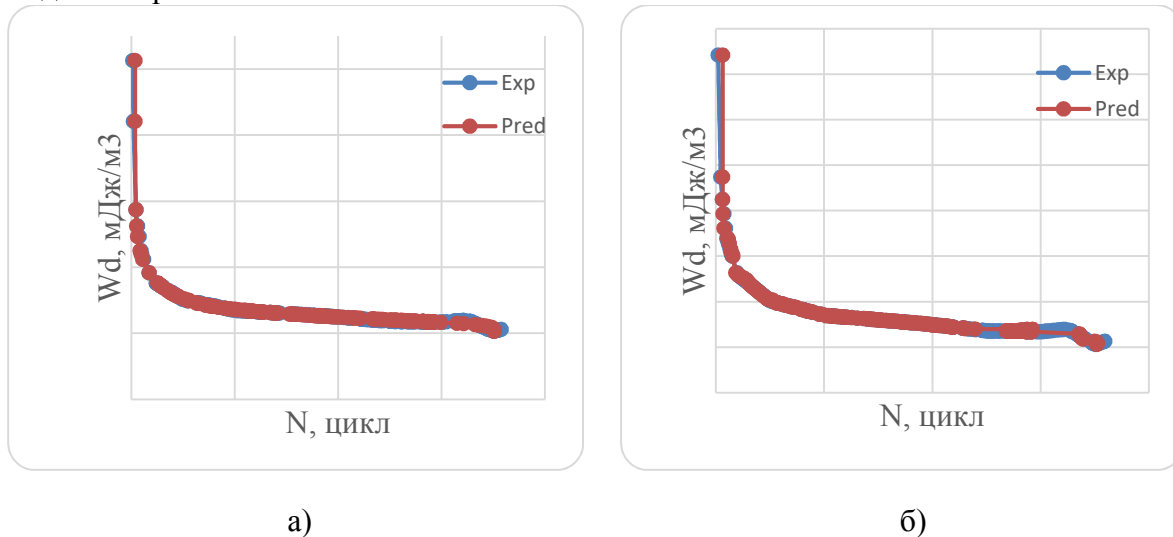 Wd, мДж/м3
Exp
Pred
N, цикл
Wd, мДж/м3
Exp
Pred
N, цикл
а)
б)